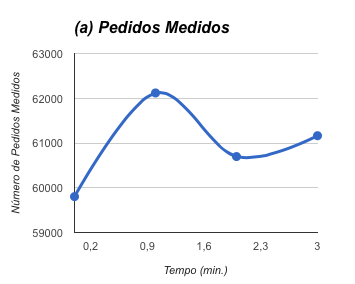 (a) Pedidos Medidos
63000
62000
61000
60000
59000
Número de Pedidos Medidos
0,2 0,9 1,6 2,3 3
Tempo (min.)